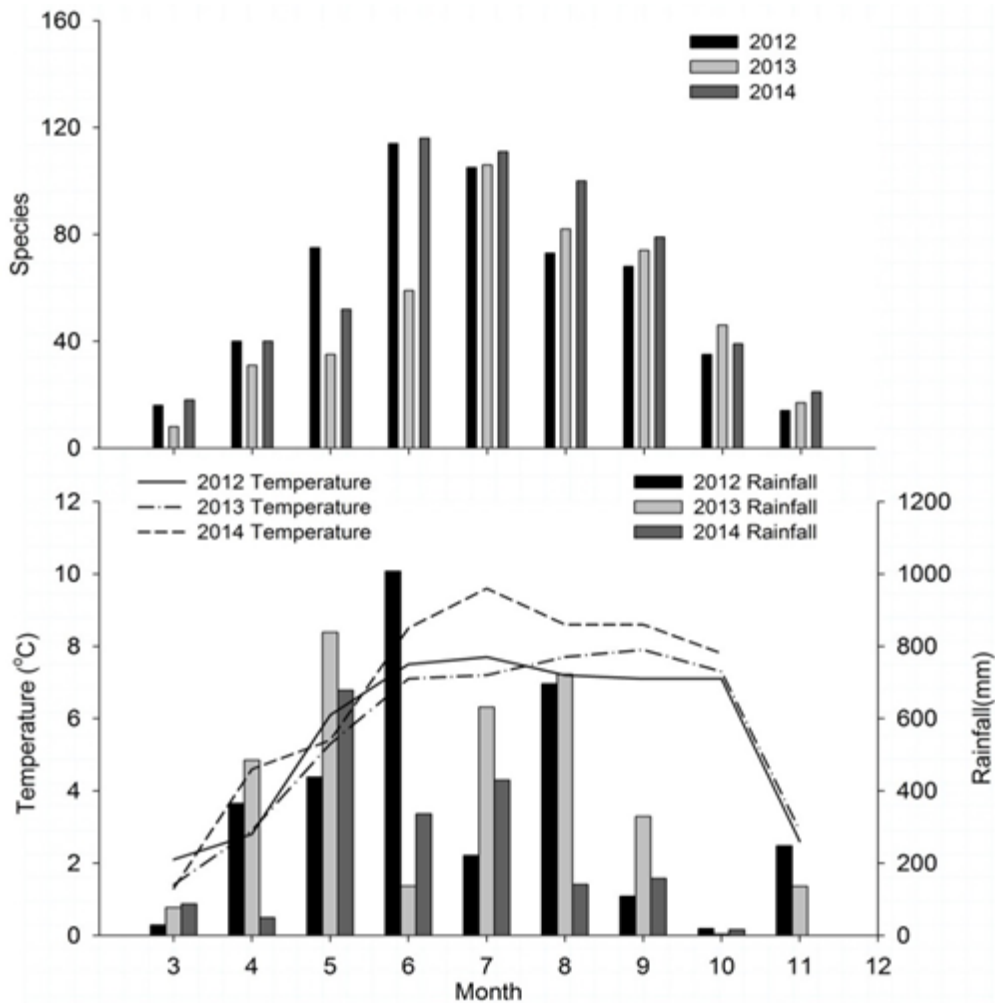 160
120
80
40
0
Species
2012
2013
2014
2012 Temperature
2013 Temperature
2014 Temperature
2012 Rainfall
2013 Rainfall
2014 Rainfall
12
10
8
6
4
2
0
Temperature (°C)
1200
1000
800
600
400
200
0
Rainfall(mm)
3 4 5 6 7 8 9 10 11 12
Month